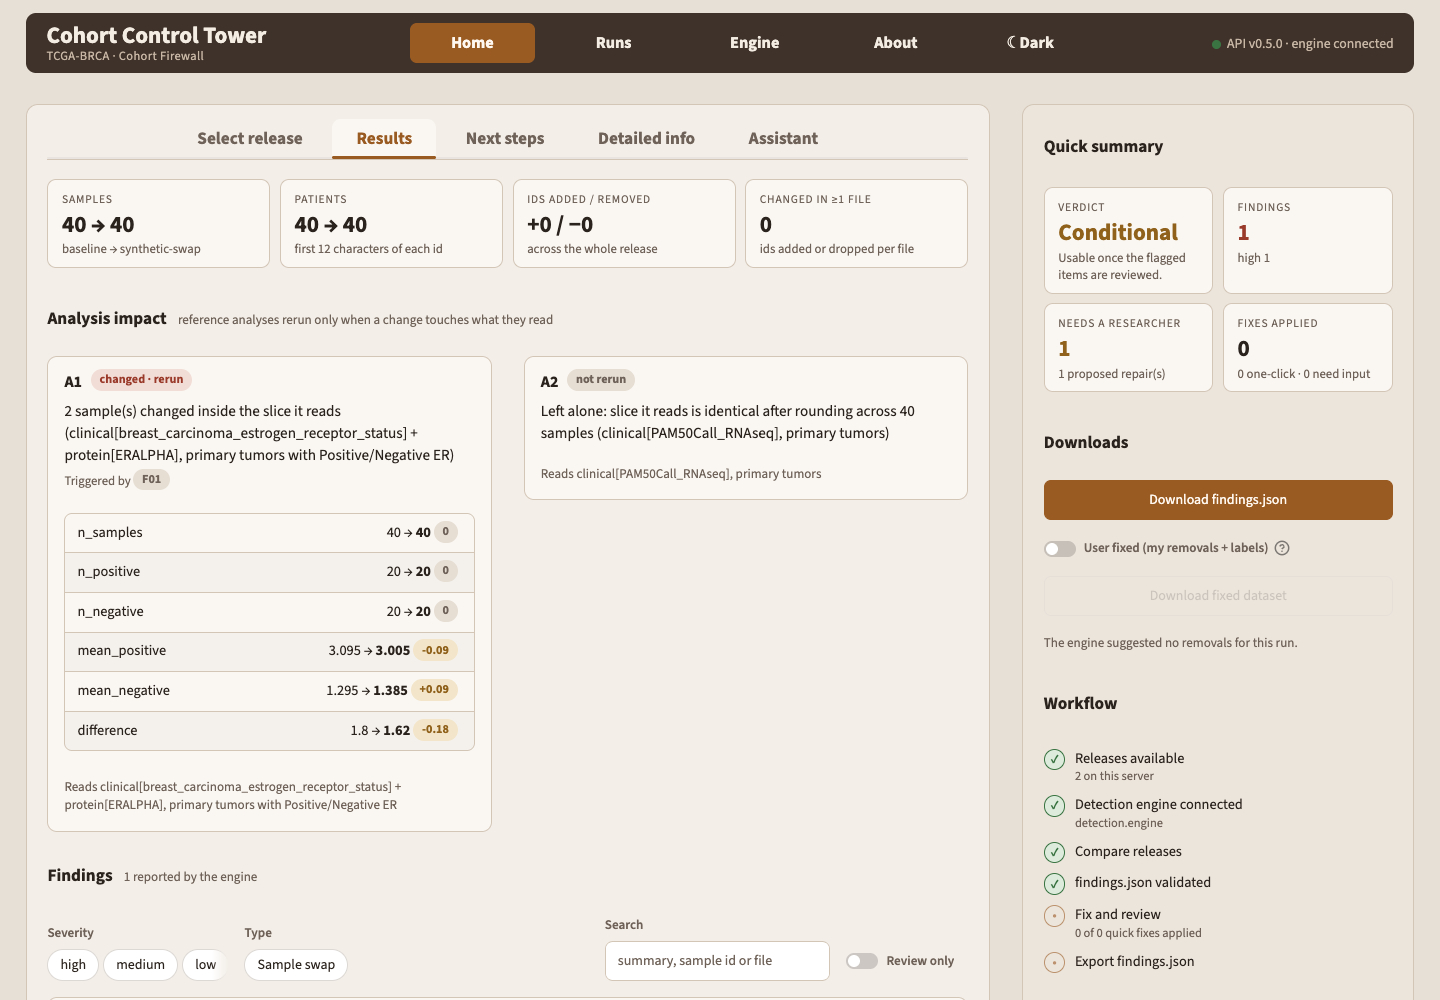 Cohort Control Tower
TCGA-BRCA · Cohort Firewall
Home
Runs
Engine
About
☾ Dark
API v0.5.0 · engine connected
Select release
Results
Next steps
Detailed info
Assistant
SAMPLES
40 → 40
baseline → synthetic-swap
PATIENTS
40 → 40
first 12 characters of each id
IDS ADDED / REMOVED
+0 / −0
across the whole release
CHANGED IN ≥1 FILE
0
ids added or dropped per file
Analysis impact reference analyses rerun only when a change touches what they read
A1 changed · rerun
2 sample(s) changed inside the slice it reads
(clinical[breast_carcinoma_estrogen_receptor_status] +
protein[ERALPHA], primary tumors with Positive/Negative ER)
Triggered by F01
n_samples 40 → 40 0
n_positive 20 → 20 0
n_negative 20 → 20 0
mean_positive 3.095 → 3.005 -0.09
mean_negative 1.295 → 1.385 +0.09
difference 1.8 → 1.62 -0.18
Reads clinical[breast_carcinoma_estrogen_receptor_status] +
protein[ERALPHA], primary tumors with Positive/Negative ER
A2 not rerun
Left alone: slice it reads is identical after rounding across 40
samples (clinical[PAM50Call_RNAseq], primary tumors)
Reads clinical[PAM50Call_RNAseq], primary tumors
Findings 1 reported by the engine
Severity
high
medium
low
Type
Sample swap
Search
summary, sample id or file
Review only
Quick summary
VERDICT
Conditional
Usable once the flagged
items are reviewed.
FINDINGS
1
high 1
NEEDS A RESEARCHER
1
1 proposed repair(s)
FIXES APPLIED
0
0 one-click · 0 need input
Downloads
Download findings.json
User fixed (my removals + labels) ?
Download fixed dataset
The engine suggested no removals for this run.
Workflow
✓ Releases available
2 on this server
✓ Detection engine connected
detection.engine
✓ Compare releases
✓ findings.json validated
Fix and review
0 of 0 quick fixes applied
Export findings.json